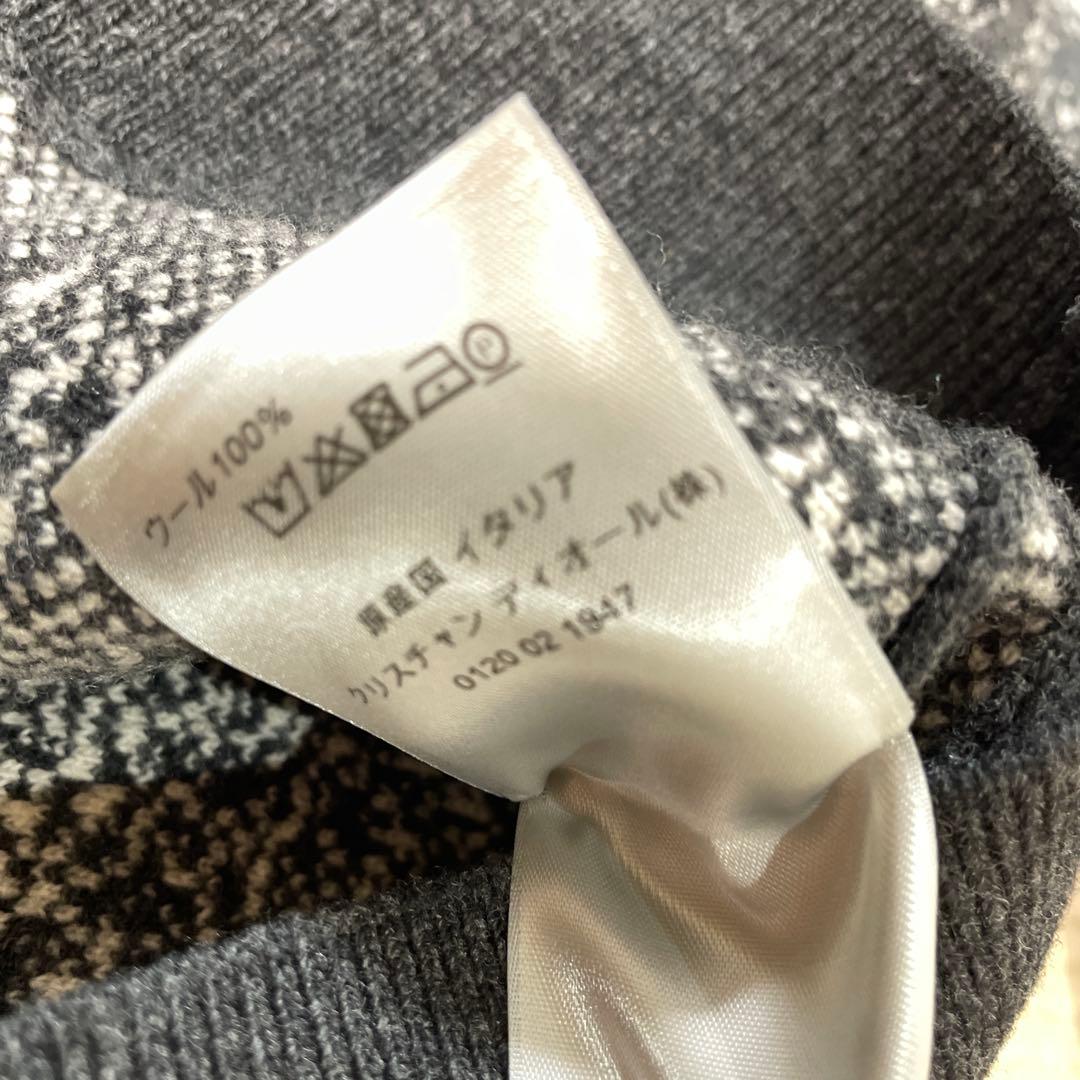 ウール100%
原産国 イタリア
クリスチャン ディオール(株)
0120 02 1947